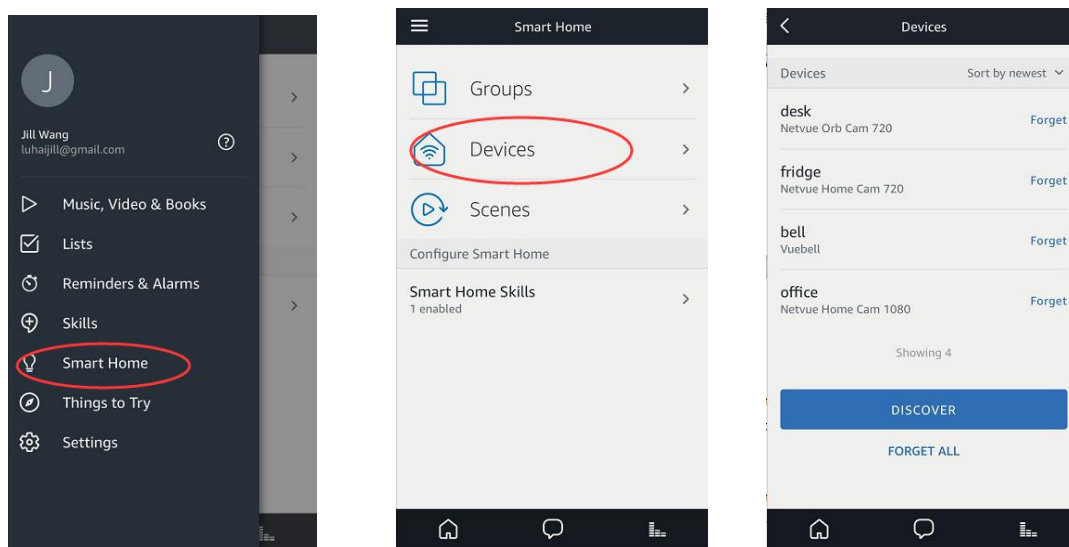 J
Jill Wang
luhaijill@gmail.com
?
Music, Video & Books
Lists
Reminders & Alarms
Skills
Smart Home
Things to Try
Settings
Smart Home
Groups
Devices
Scenes
Configure Smart Home
Smart Home Skills
1 enabled
Devices
Devices Sort by newest
desk
Netvue Orb Cam 720
Forget
fridge
Netvue Home Cam 720
Forget
bell
Vuebell
Forget
office
Netvue Home Cam 1080
Forget
Showing 4
DISCOVER
FORGET ALL